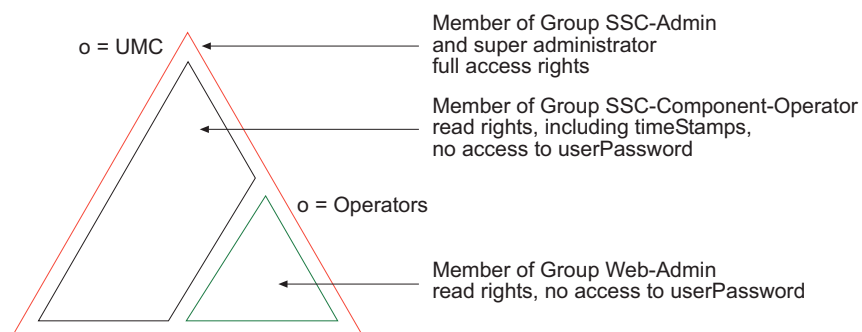 o = UMC
Member of Group SSC-Admin
and super administrator
full access rights
Member of Group SSC-Component-Operator
read rights, including timeStamps,
no access to userPassword
o = Operators
Member of Group Web-Admin
read rights, no access to userPassword